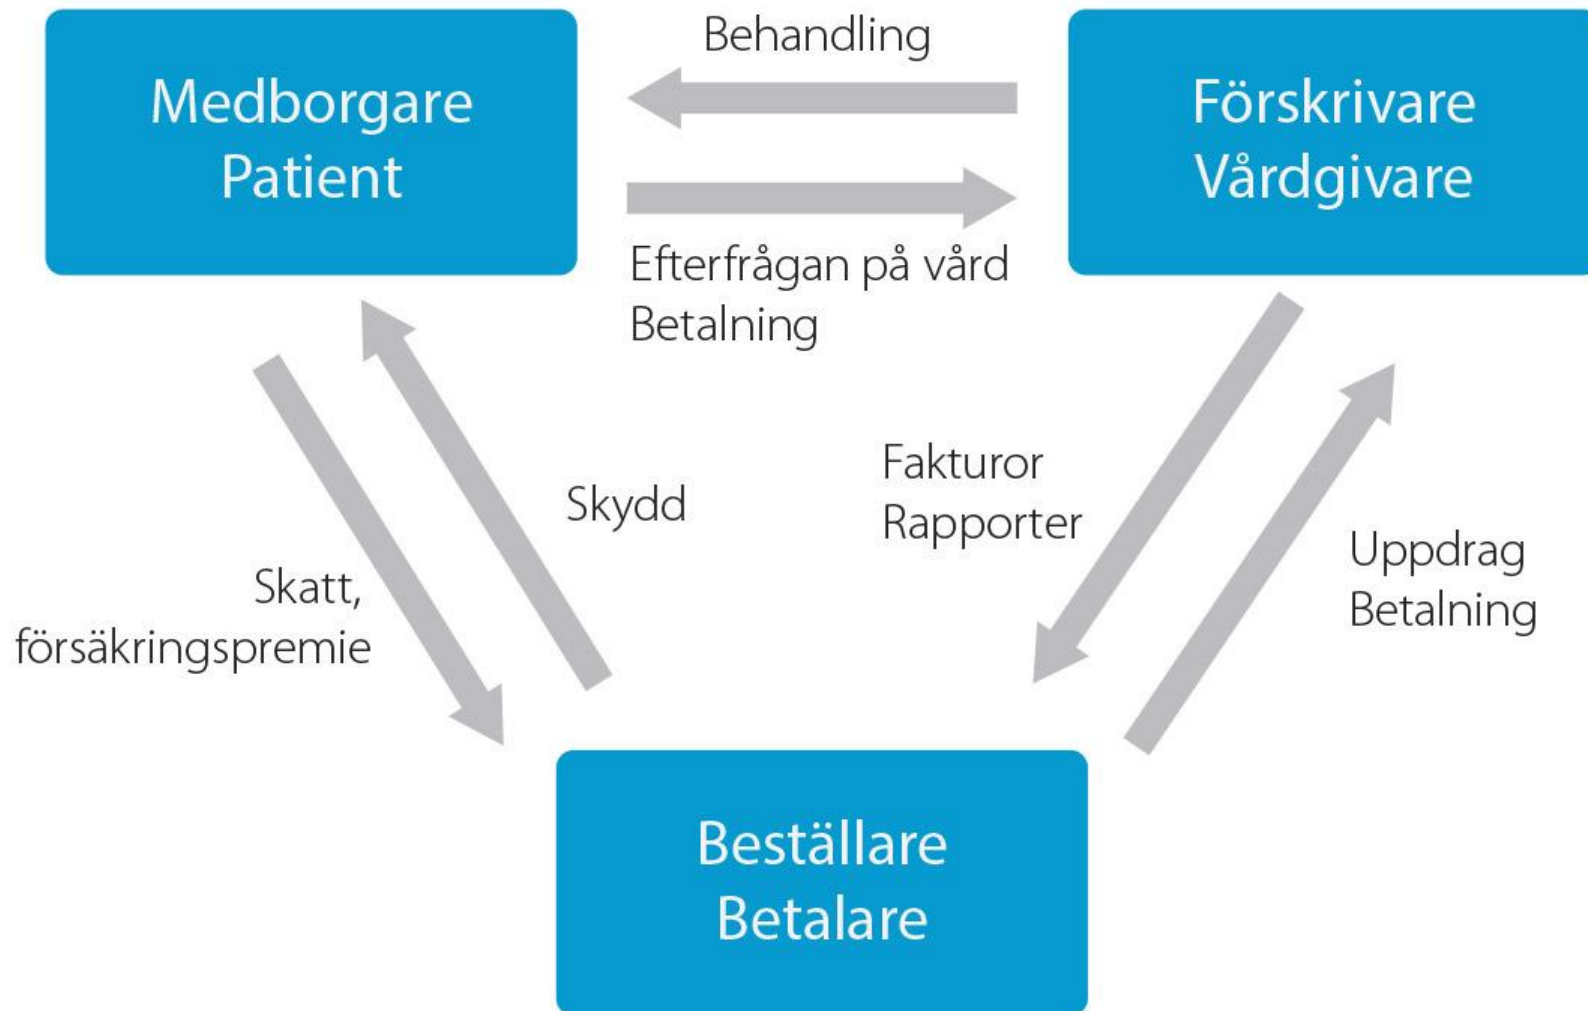 Behandling
Medborgare
Patient
Förskrivare
Vårdgivare
Efterfrågan på vård
Betalning
Skydd
Fakturor
Rapporter
Uppdrag
Betalning
Skatt,
försäkringspremie
Beställare
Betalare